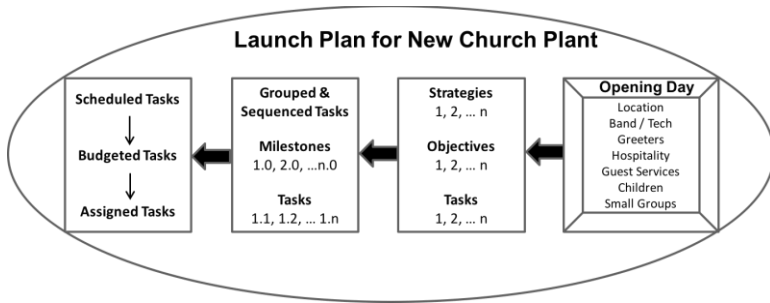 Launch Plan for New Church Plant
Scheduled Tasks
Budgeted Tasks
Assigned Tasks
Grouped &
Sequenced Tasks
Milestones
1.0, 2.0, ...n.0
Tasks
1.1, 1.2, ... 1.n
Strategies
1, 2, ... n
Objectives
1, 2, ... n
Tasks
1, 2, ... n
Opening Day
Location
Band / Tech
Greeters
Hospitality
Guest Services
Children
Small Groups